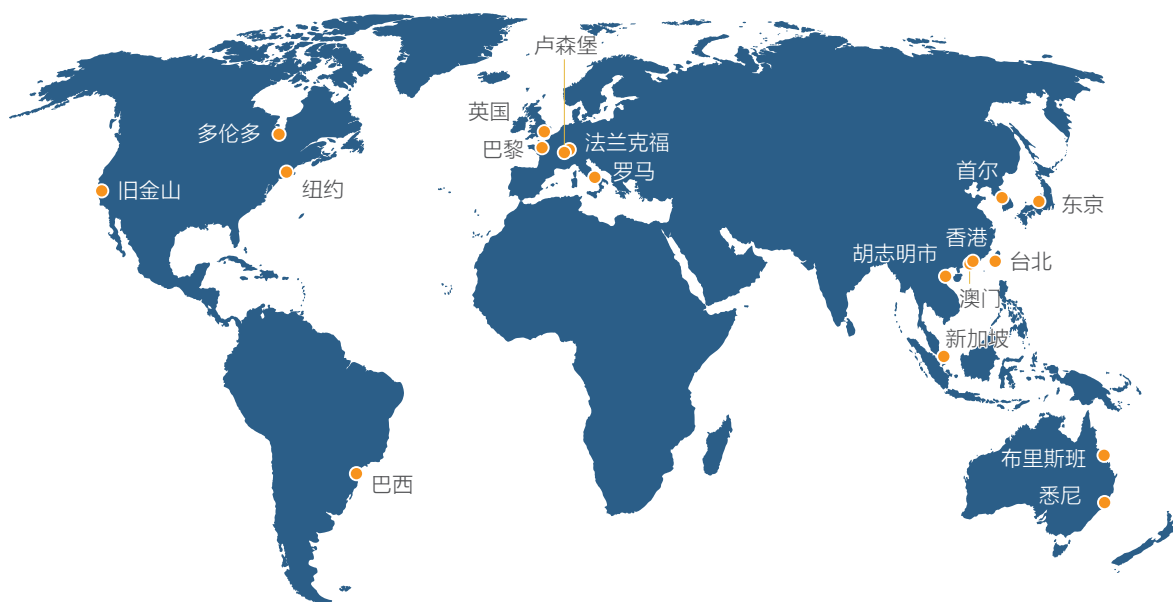 卢森堡
英国
多伦多
法兰克福
巴黎
罗马
首尔
旧金山
纽约
东京
香港
胡志明市
台北
澳门
新加坡
布里斯班
巴西
悉尼